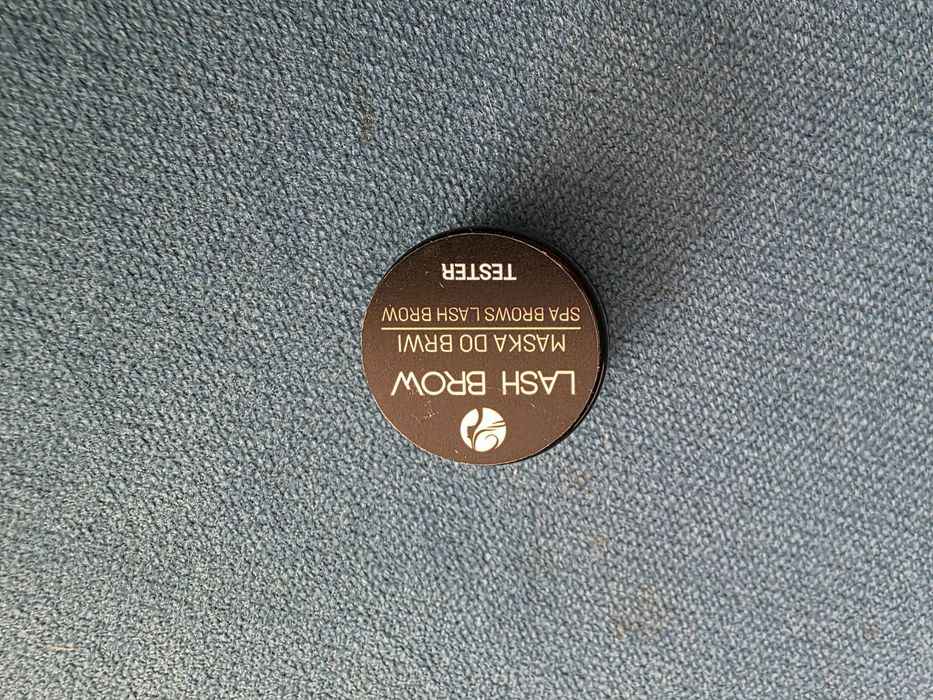 LASH BROW
MASKA DO BRWI
SPA BROWS LASH BROW
TESTER